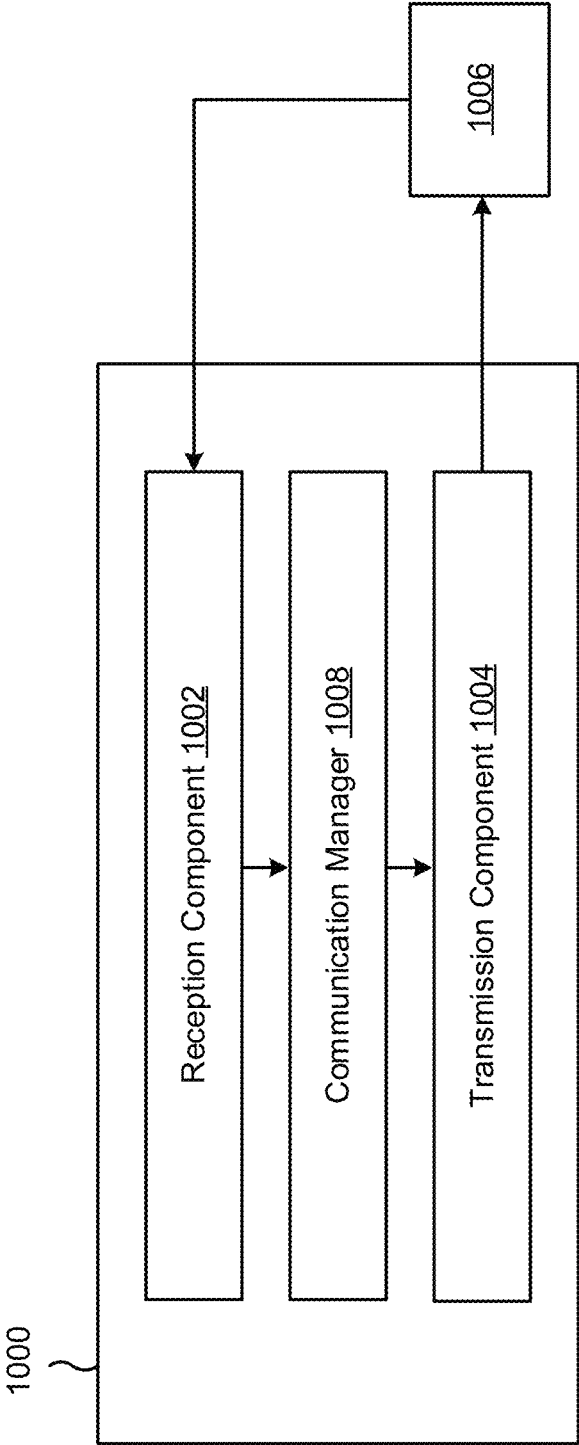 1000
Reception Component 1002
Communication Manager 1008
Transmission Component 1004
1006